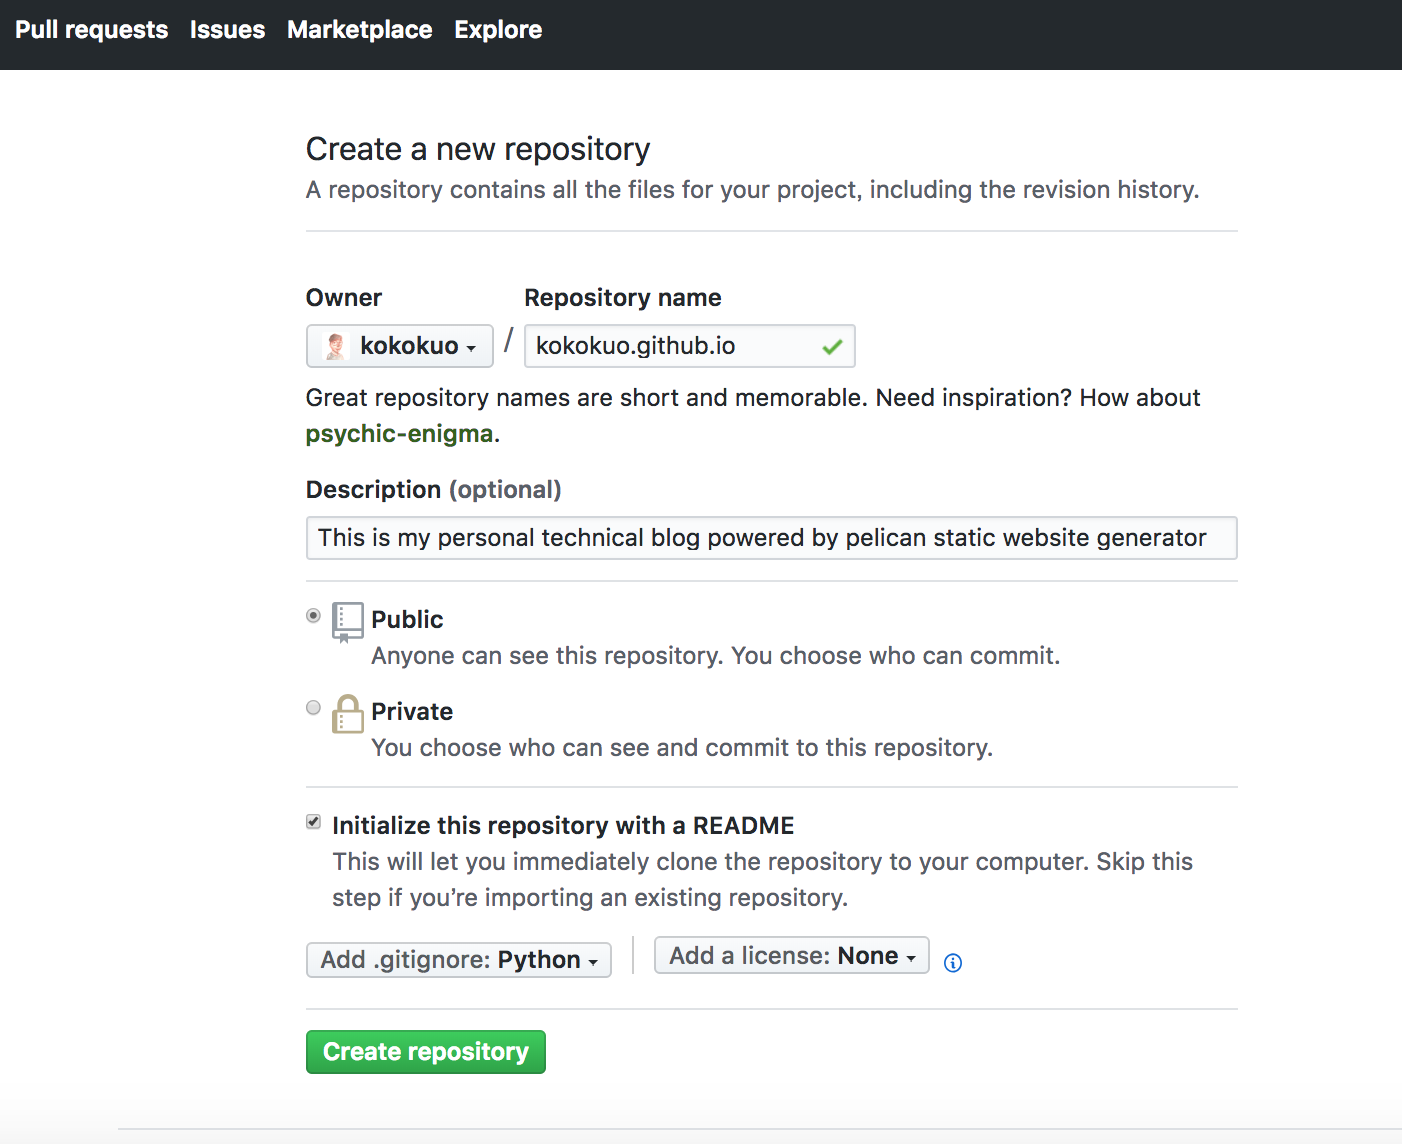 Pull requests Issues Marketplace Explore
Create a new repository
A repository contains all the files for your project, including the revision history.
Owner Repository name
kokokuo / kokokuo.github.io
Great repository names are short and memorable. Need inspiration? How about
psychic-enigma.
Description (optional)
This is my personal technical blog powered by pelican static website generator
Public
Anyone can see this repository. You choose who can commit.
Private
You choose who can see and commit to this repository.
Initialize this repository with a README
This will let you immediately clone the repository to your computer. Skip this
step if you’re importing an existing repository.
Add .gitignore: Python Add a license: None
Create repository